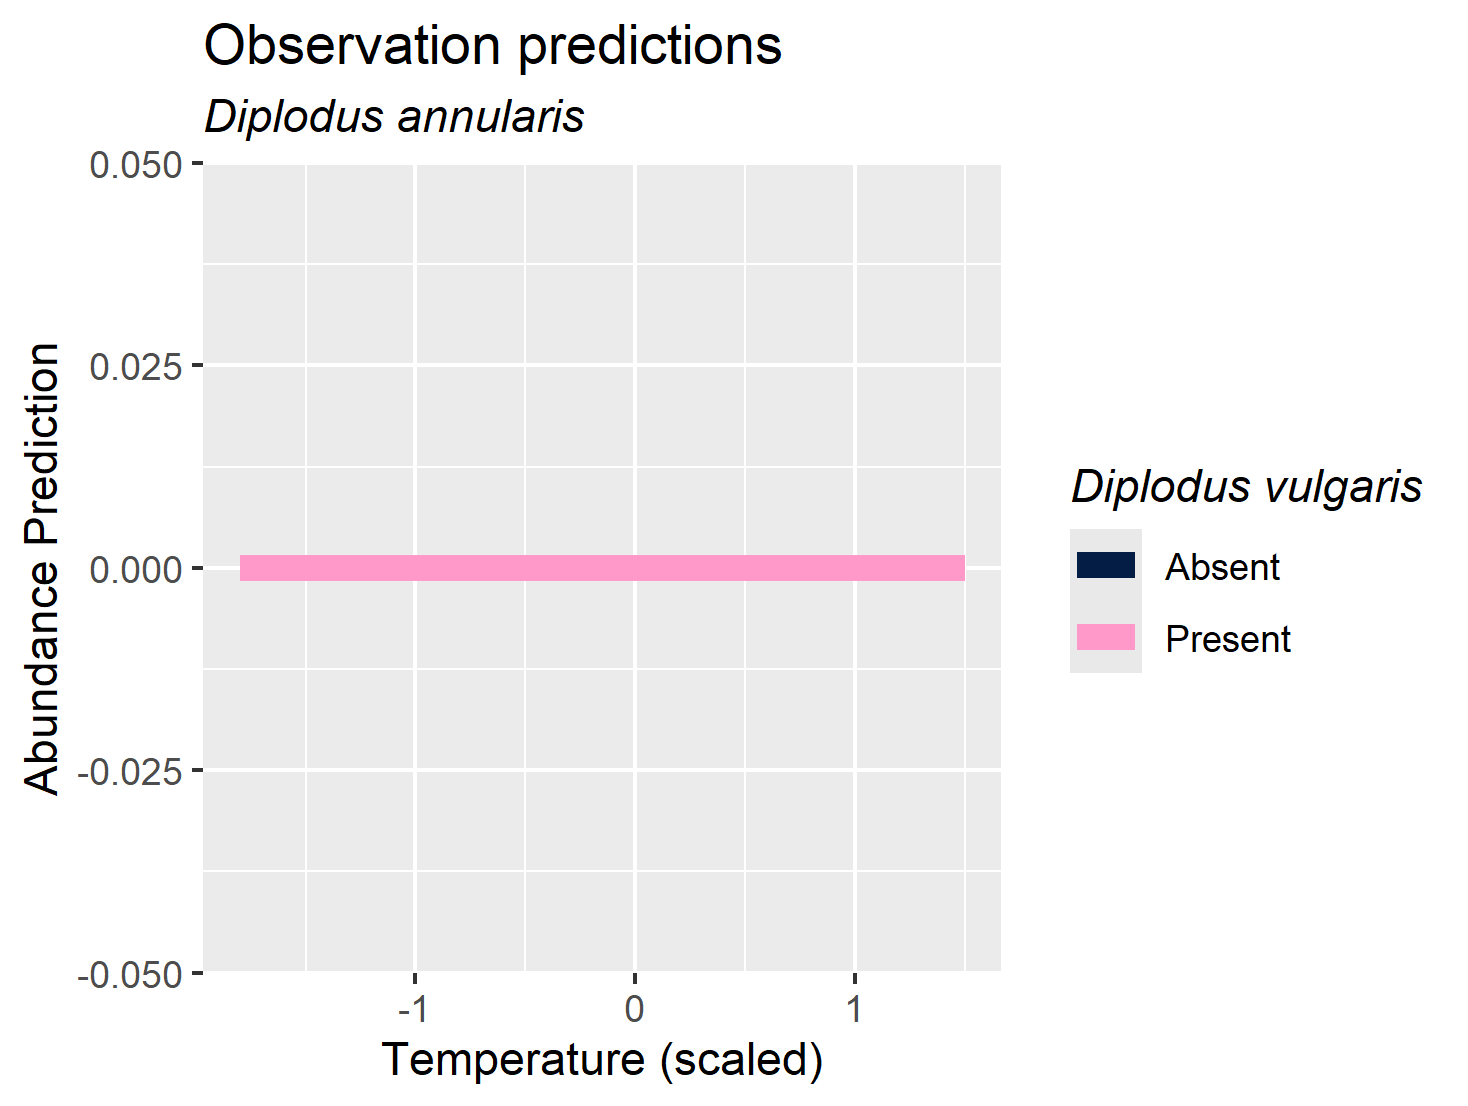 Observation predictions
Diplodus annularis
0.050
0.025
0.000
-0.025
-0.050
Abundance Prediction
-1 0 1
Temperature (scaled)
Diplodus vulgaris
Absent
Present